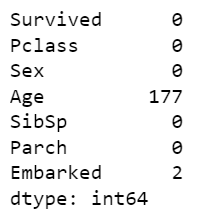 Survived 0
Pclass 0
Sex 0
Age 177
SibSp 0
Parch 0
Embarked 2
dtype: int64